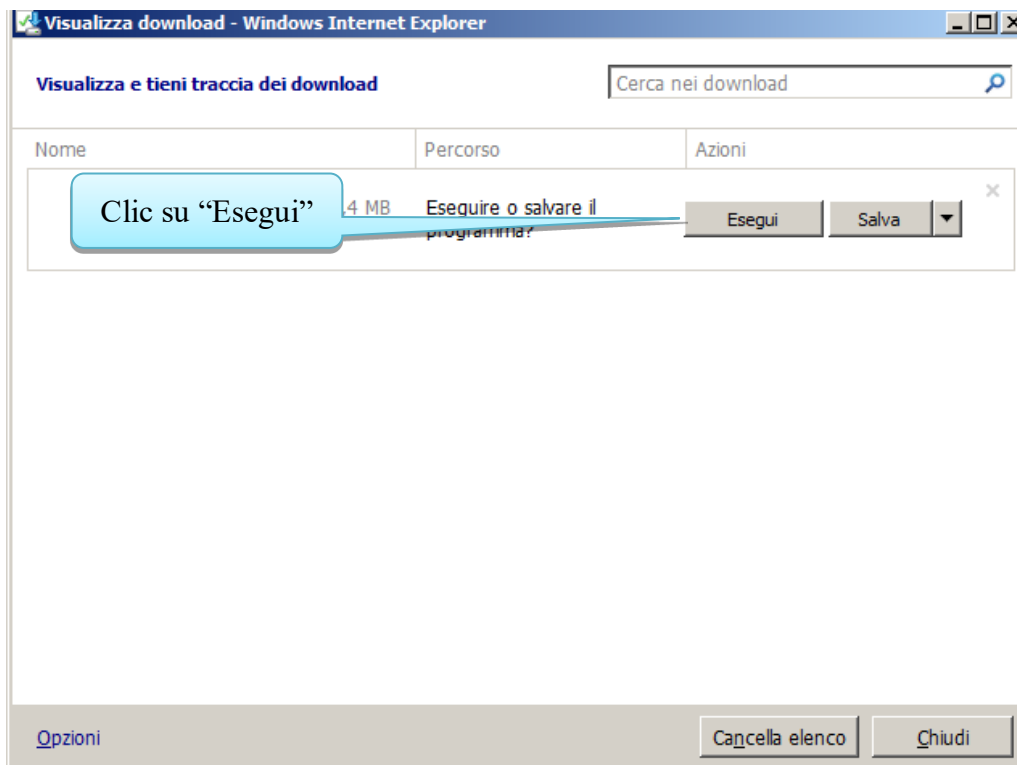 Visualizza download - Windows Internet Explorer
Visualizza e tieni traccia dei download
Cerca nei download
Nome
Percorso
Azioni
Clic su “Esegui”
,4 MB
Eseguire o salvare il
programma?
Esegui
Salva
Opzioni
Cancella elenco
Chiudi